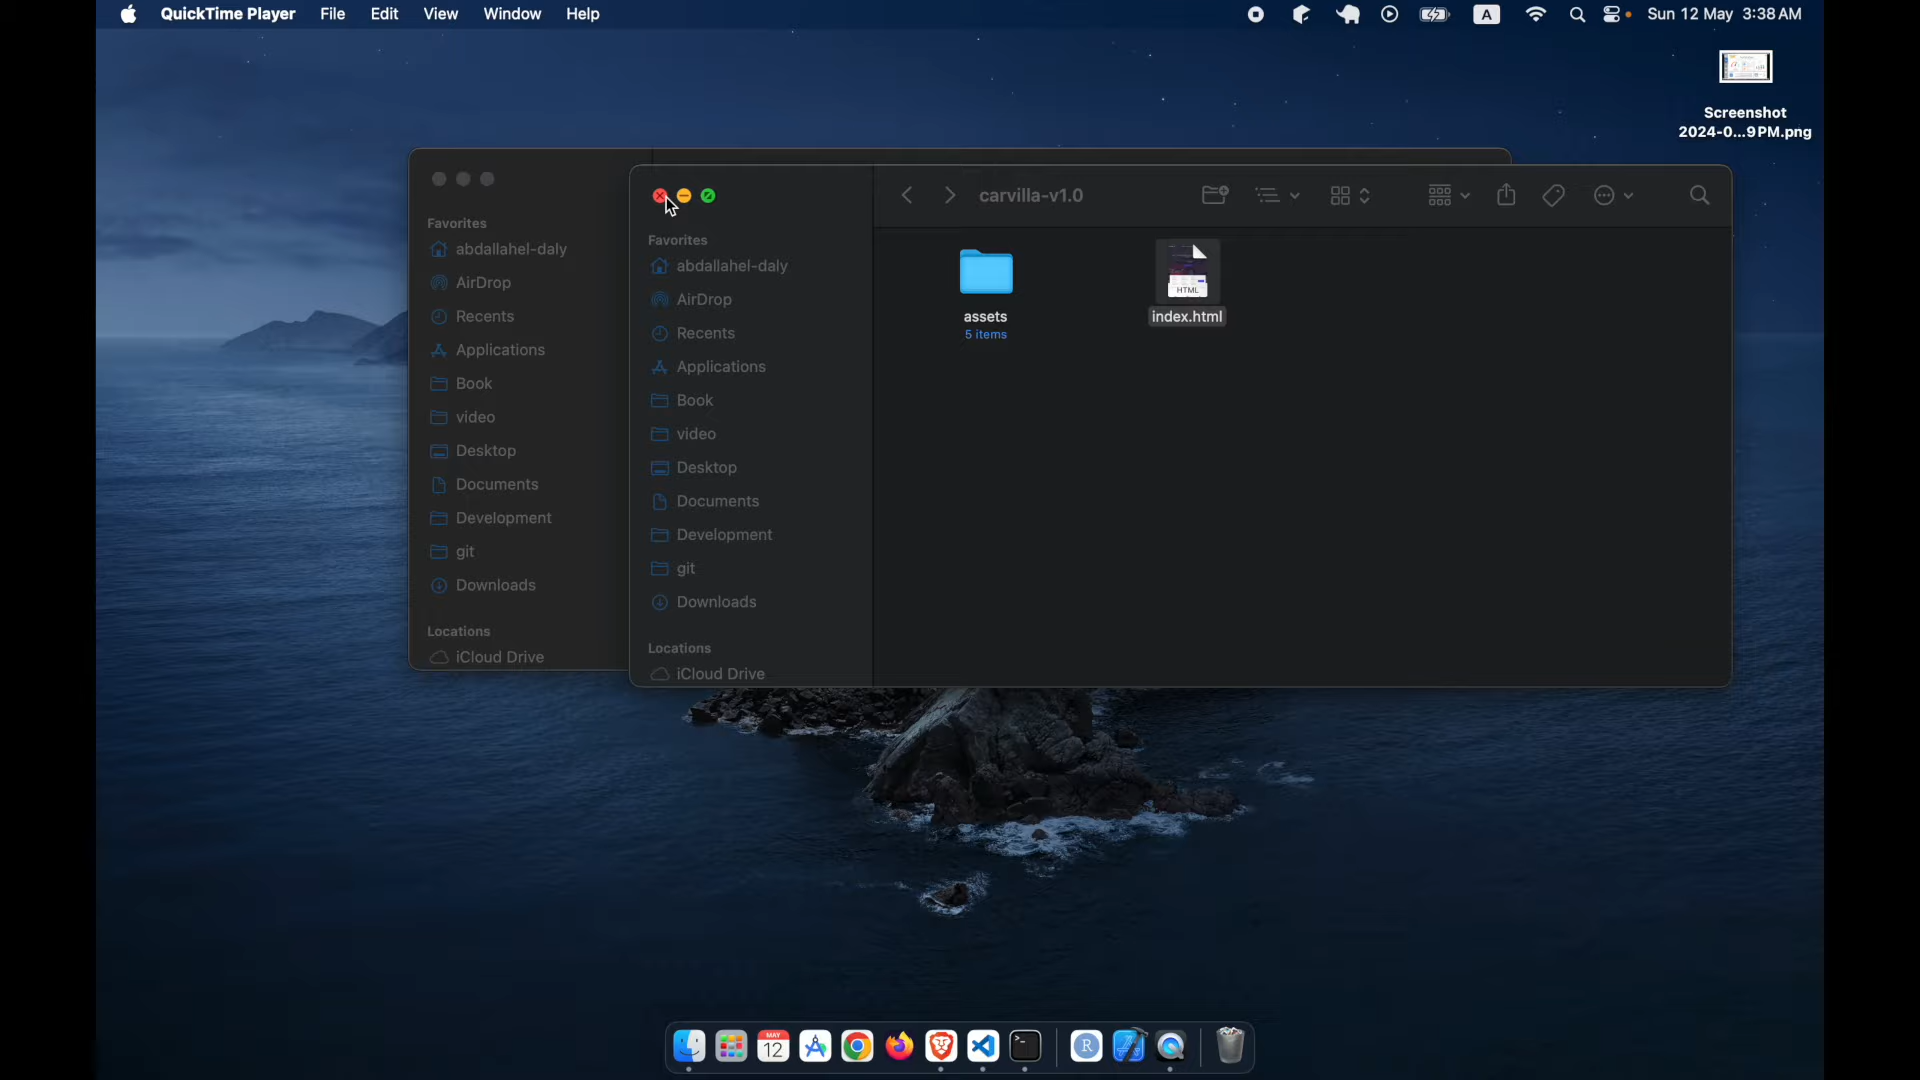 QuickTime Player File Edit View Window Help A Sun 12 May 3:38 AM
Screenshot
2024-0...9PM.png
Favorites
abdallahel-daly
AirDrop
Recents
Applications
Book
video
Desktop
Documents
Development
git
Downloads
Locations
iCloud Drive
Favorites
abdallahel-daly
AirDrop
Recents
Applications
Book
video
Desktop
Documents
Development
git
Downloads
Locations
iCloud Drive
carvilla-v1.0
HTML
assets
5 items
index.html
MAY
12
R